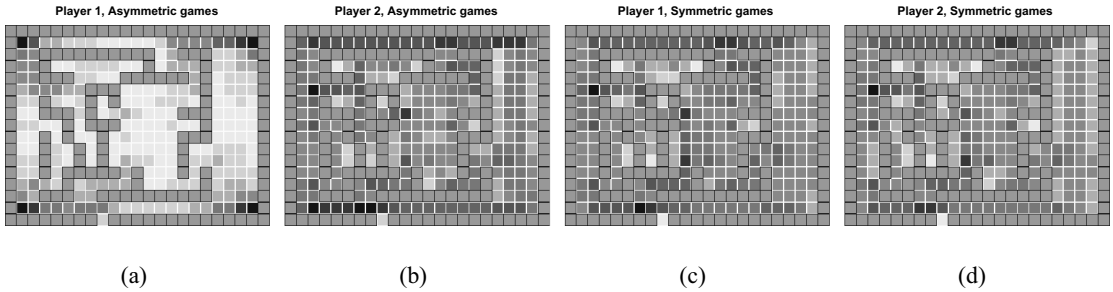 Player 1, Asymmetric games
Player 2, Asymmetric games
Player 1, Symmetric games
Player 2, Symmetric games
(a)
(b)
(c)
(d)